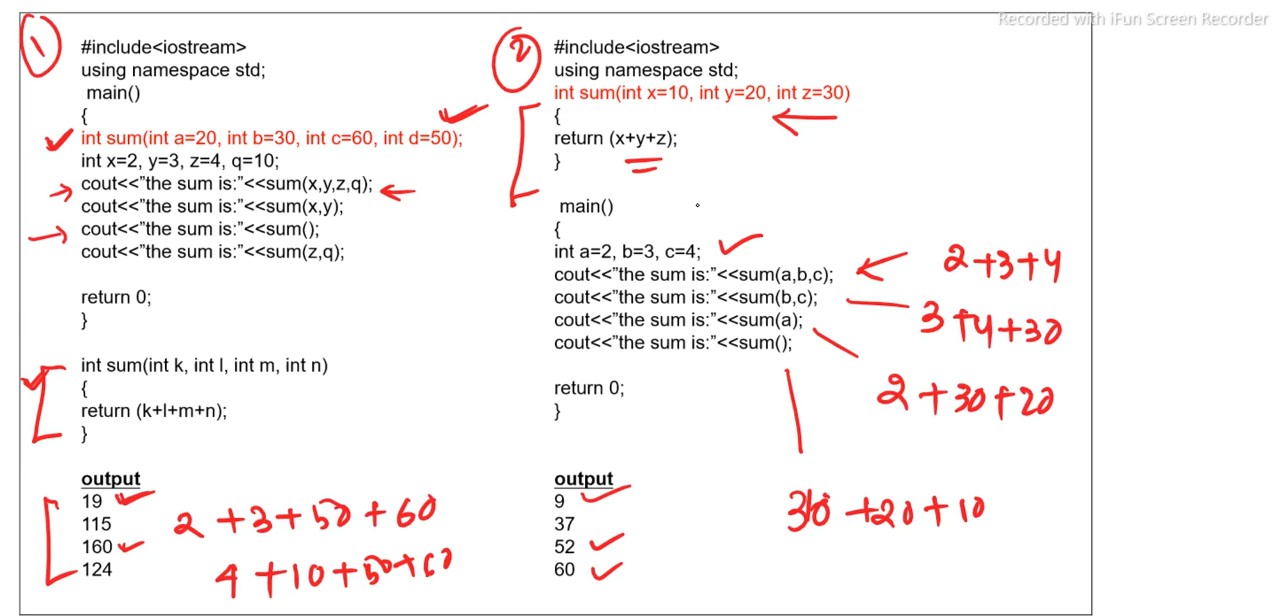 Recorded with iFun Screen Recorder
1
#include<iostream>
using namespace std;
main()
{
int sum(int a=20, int b=30, int c=60, int d=50);
int x=2, y=3, z=4, q=10;
cout<<"the sum is:"<<sum(x,y,z,q);
cout<<"the sum is:"<<sum(x,y);
cout<<"the sum is:"<<sum();
cout<<"the sum is:"<<sum(z,q);
return 0;
}
int sum(int k, int l, int m, int n)
{
return (k+l+m+n);
}
output
19
115
160
124
2 + 3 + 50 + 60
4 + 10 + 50 + 60
2
#include<iostream>
using namespace std;
int sum(int x=10, int y=20, int z=30)
{
return (x+y+z);
}
main()
{
int a=2, b=3, c=4;
cout<<"the sum is:"<<sum(a,b,c);
cout<<"the sum is:"<<sum(b,c);
cout<<"the sum is:"<<sum(a);
cout<<"the sum is:"<<sum();
return 0;
}
output
9
37
52
60
2+3+4
3+4+30
2+30+20
30+20+10